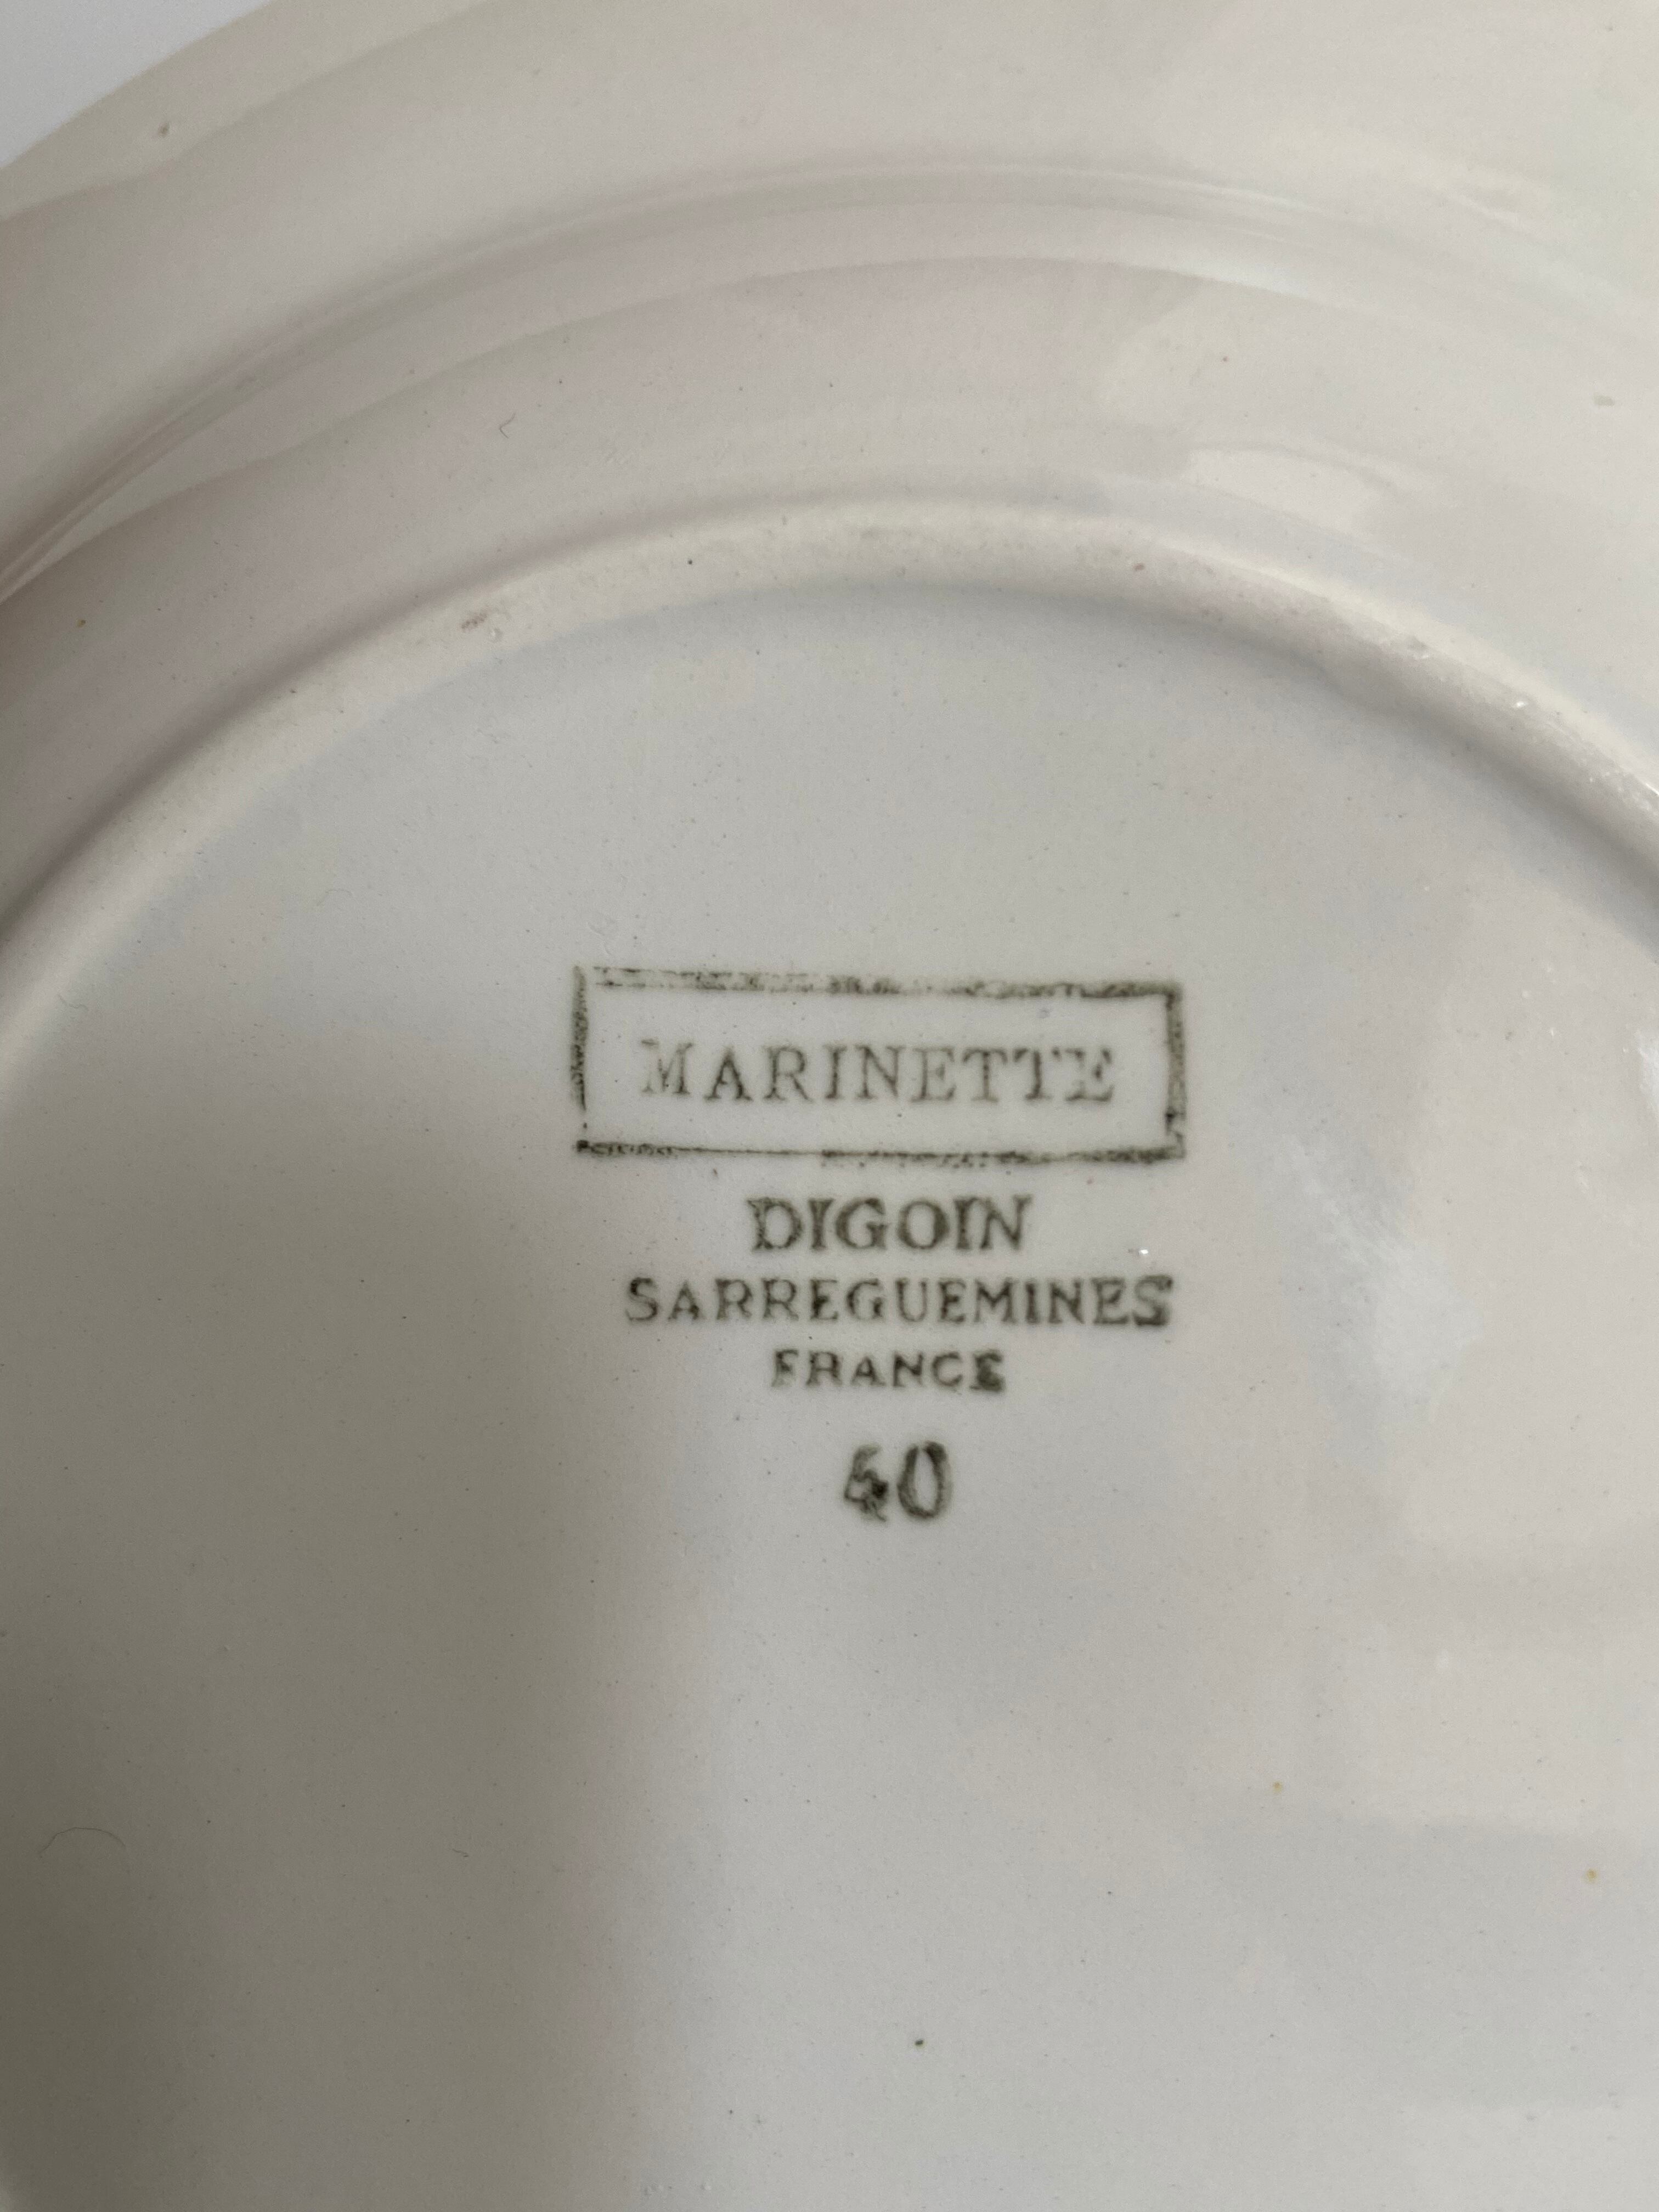 MARINETTE
DIGOIN
SARREGUEMINES
FRANCE
40